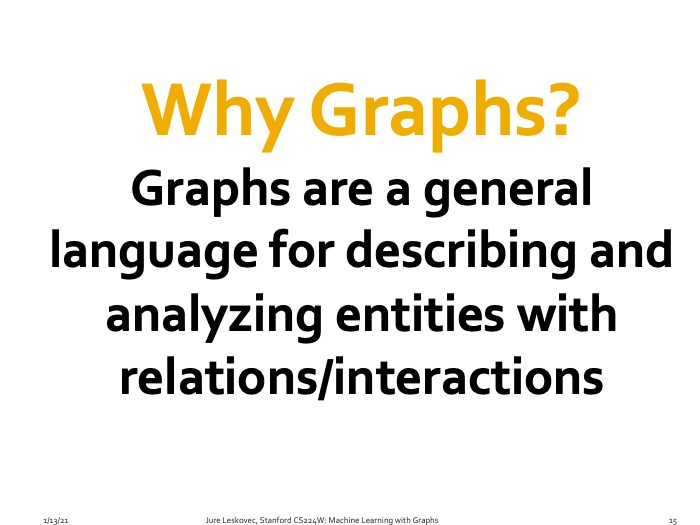 Why Graphs?
Graphs are a general
language for describing and
analyzing entities with
relations/interactions
1/13/21
Jure Leskovec, Stanford CS224W: Machine Learning with Graphs
15